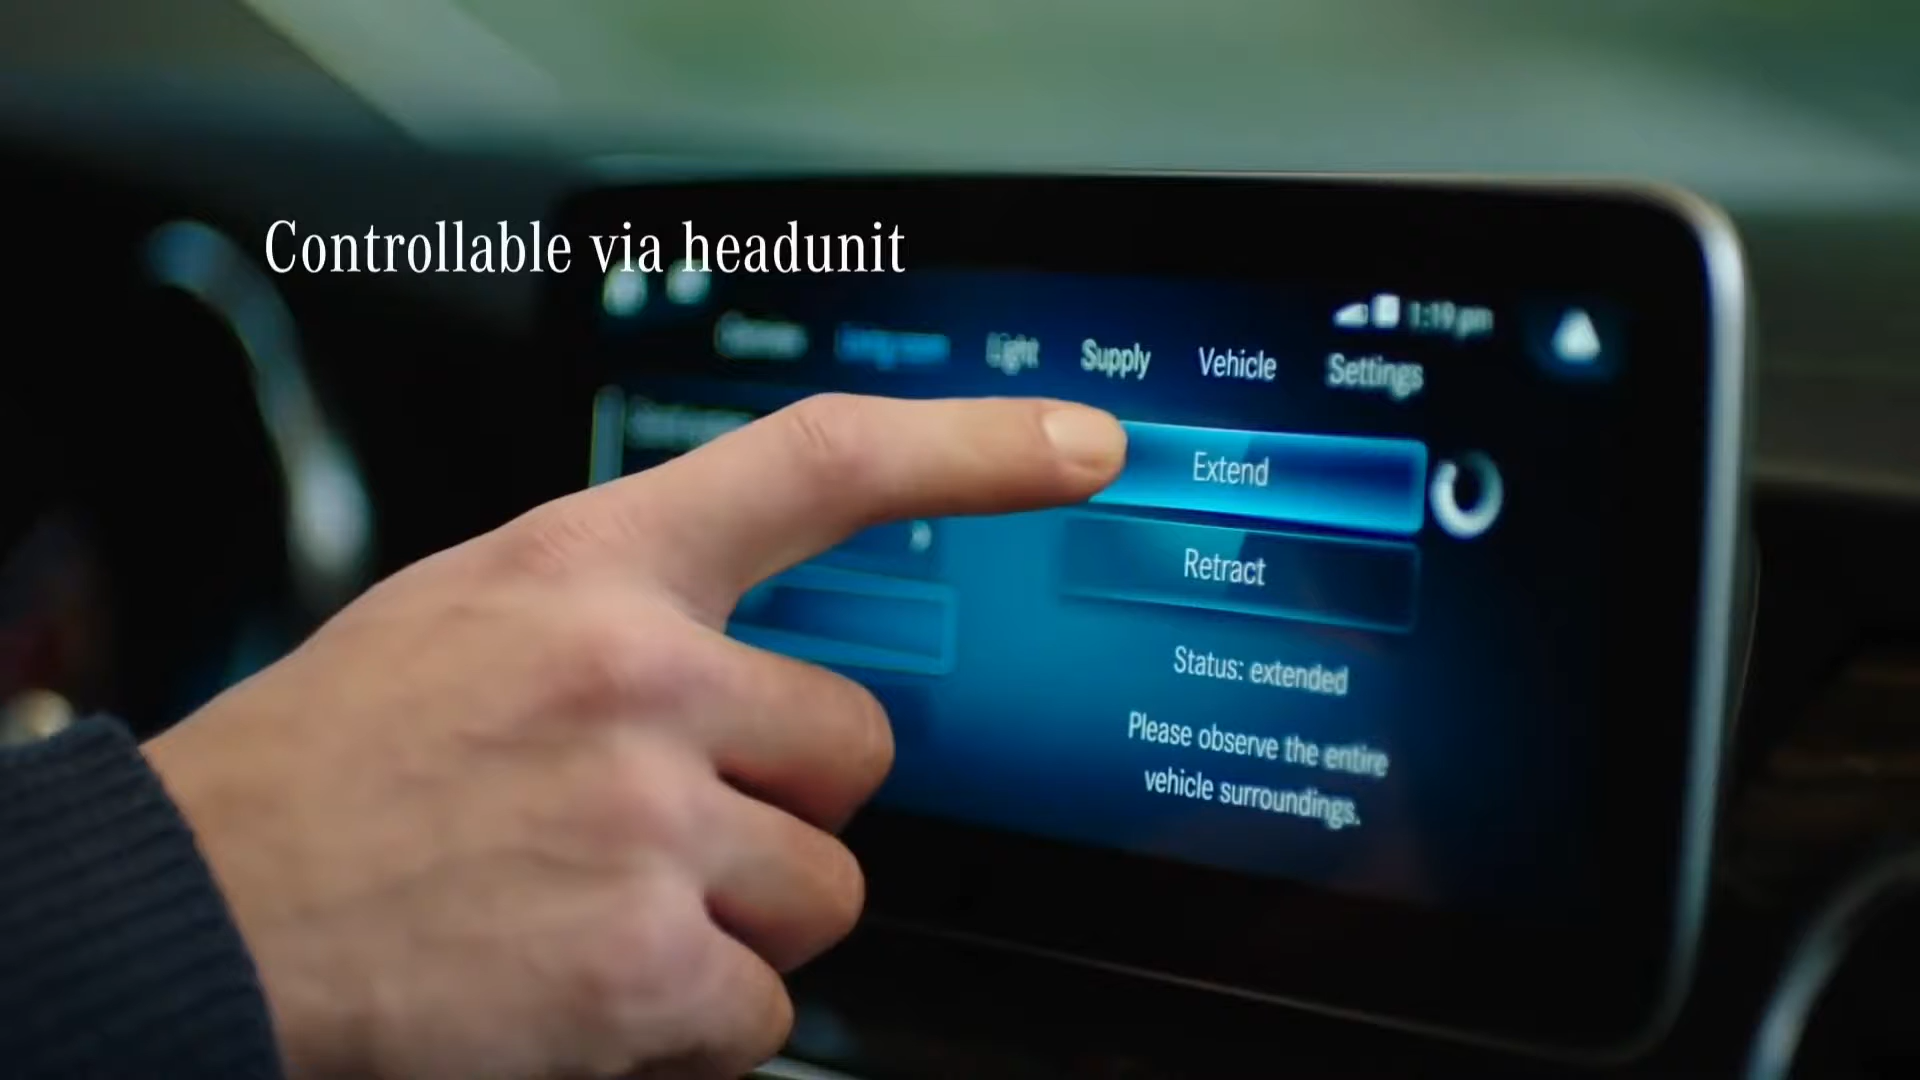 Controllable via headunit
1:19 pm
Light Supply Vehicle Settings
Extend
Retract
Status: extended
Please observe the entire
vehicle surroundings.